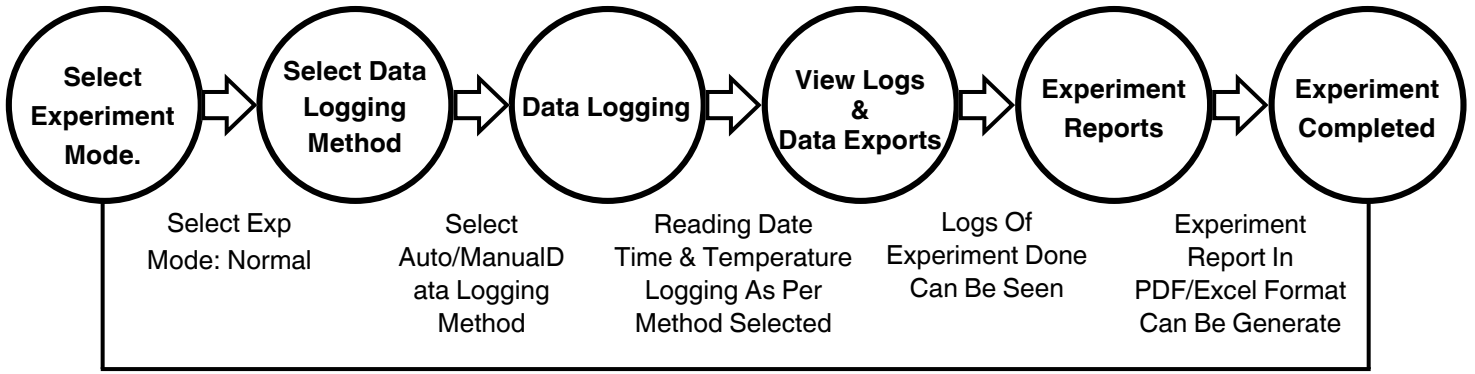 Select
Experiment
Mode.
Select Data
Logging
Method
Data Logging
View Logs
&
Data Exports
Experiment
Reports
Experiment
Completed
Select Exp
Mode: Normal
Select
Auto/ManualD
ata Logging
Method
Reading Date
Time & Temperature
Logging As Per
Method Selected
Logs Of
Experiment Done
Can Be Seen
Experiment
Report In
PDF/Excel Format
Can Be Generate